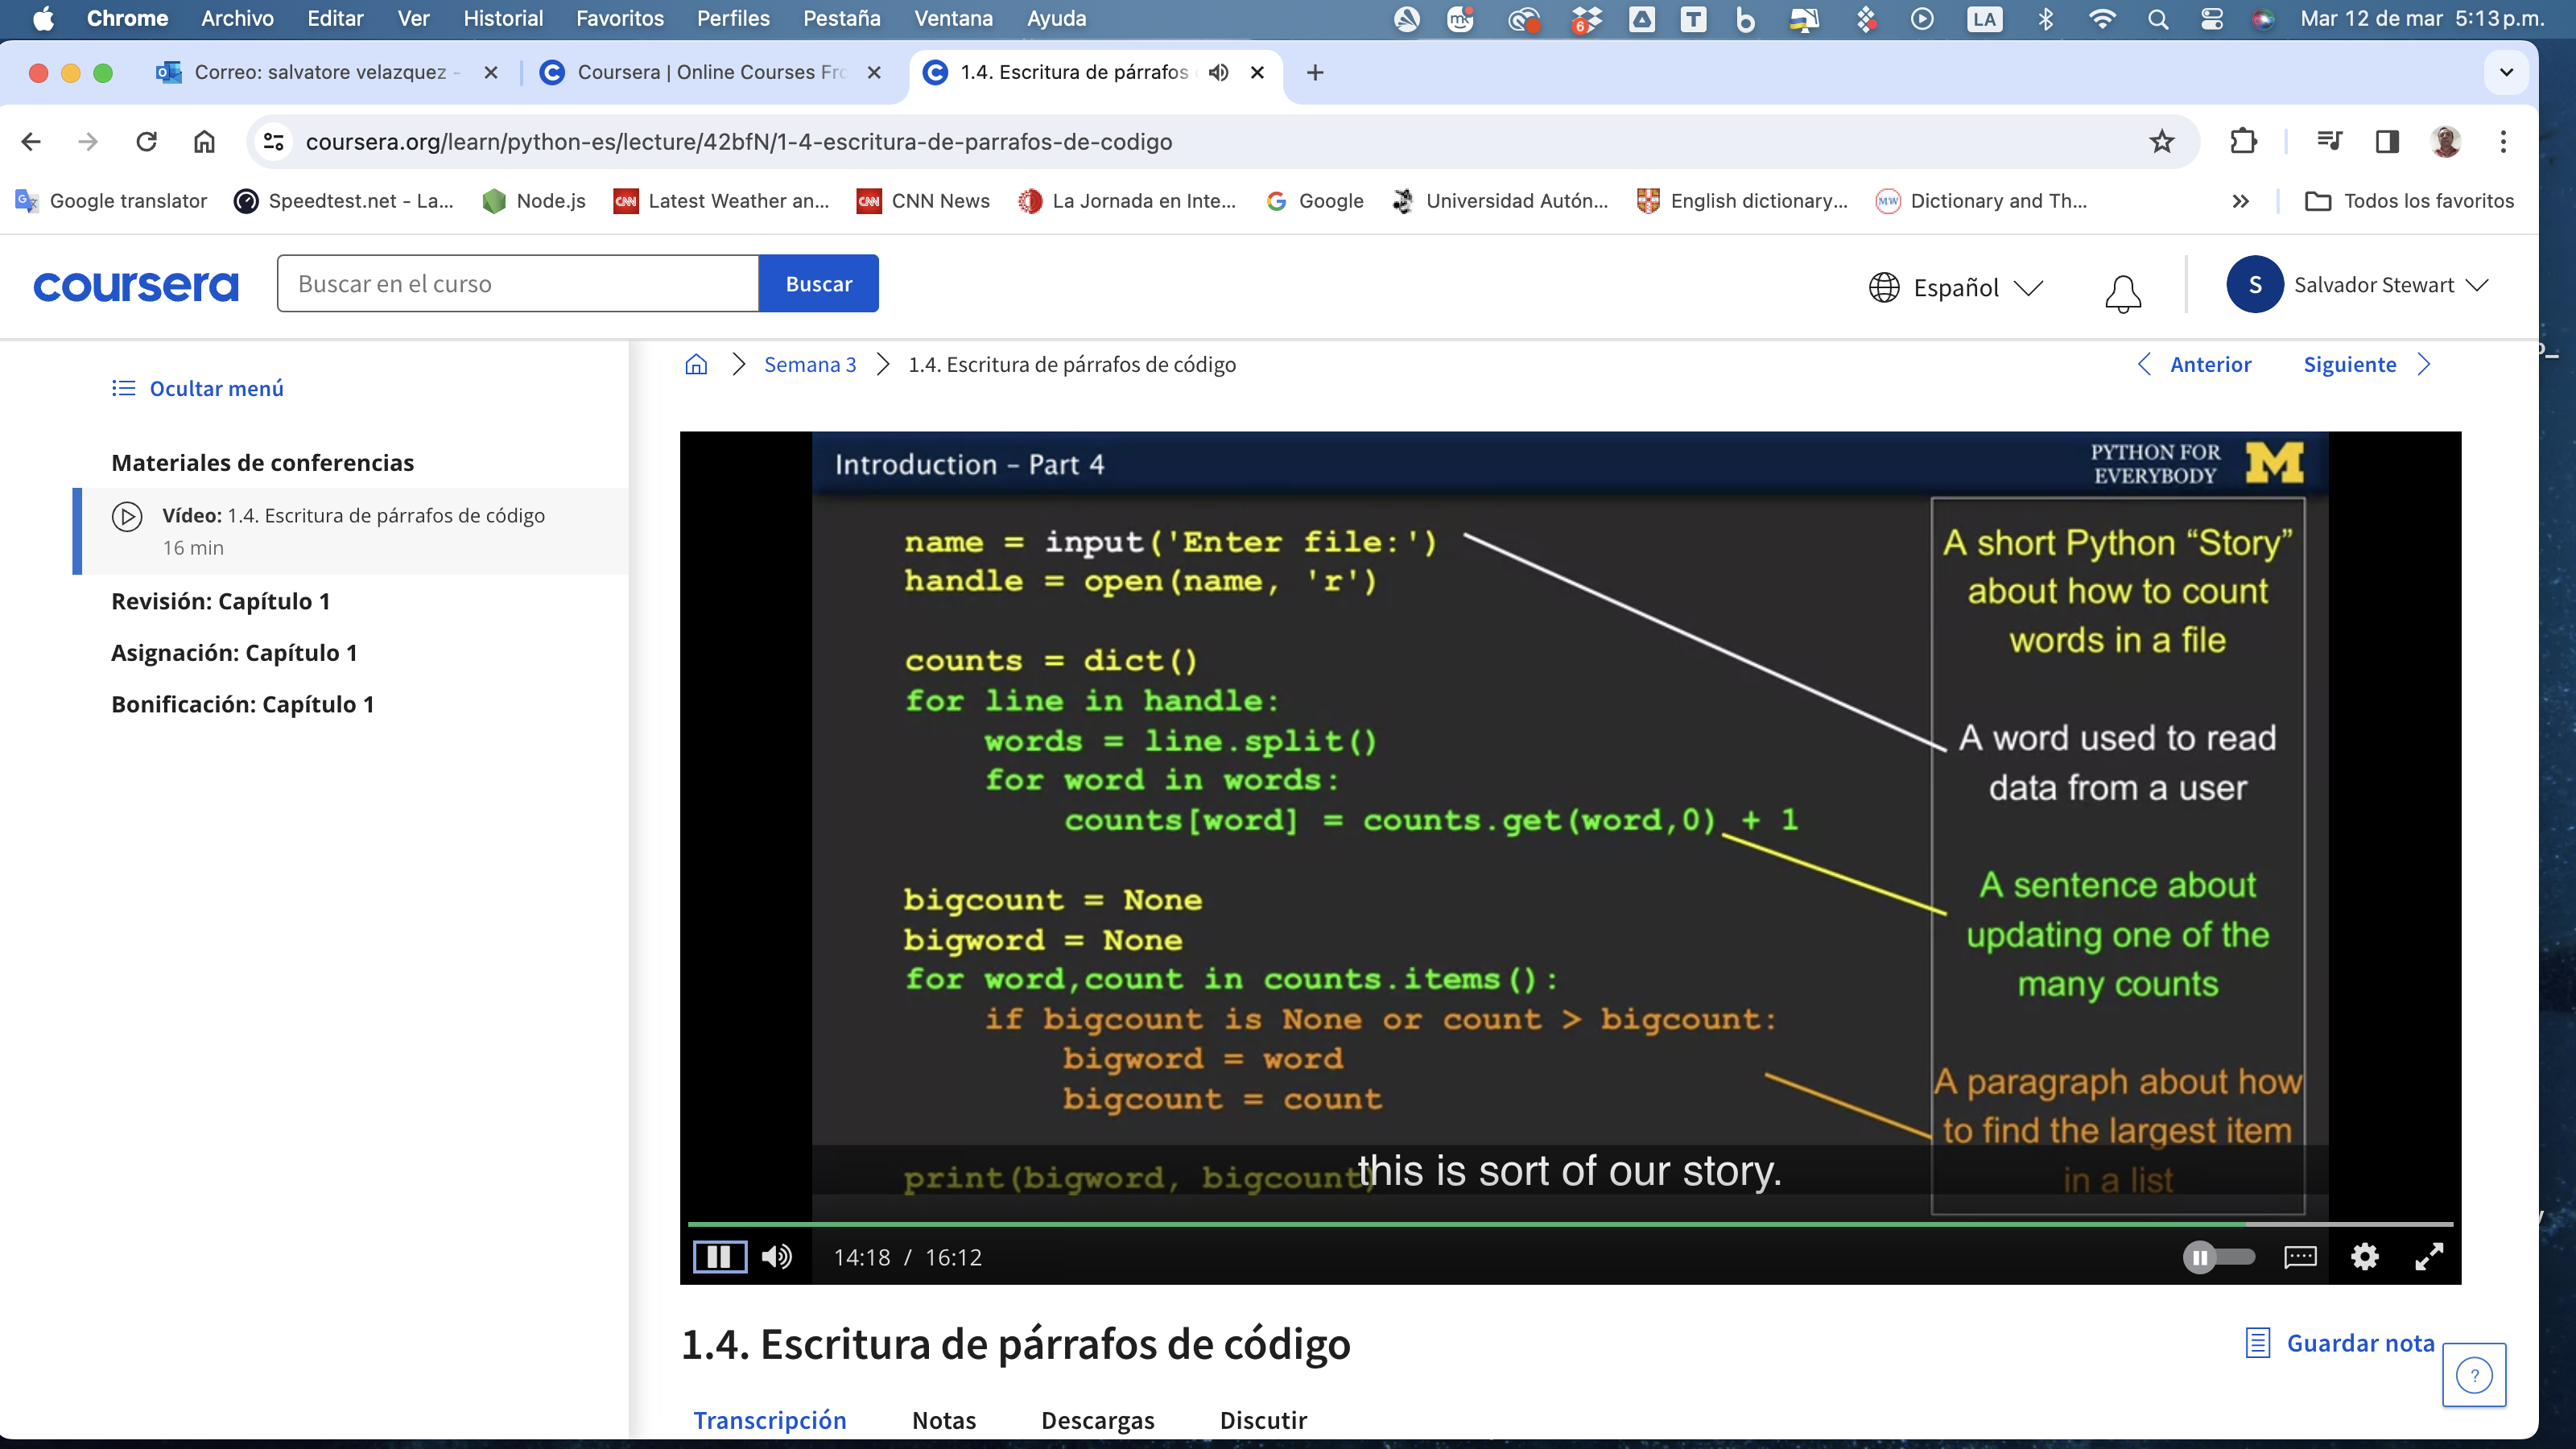 Chrome Archivo Editar Ver Historial Favoritos Perfiles Pestaña Ventana Ayuda
6 T b LA Mar 12 de mar 5:13 p.m.
Correo: salvatore velazquez -
Coursera | Online Courses Fro
1.4. Escritura de párrafos
coursera.org/learn/python-es/lecture/42bfN/1-4-escritura-de-parrafos-de-codigo
Google translator Speedtest.net - La... Node.js CNN Latest Weather an... CNN CNN News La Jornada en Inte... Google Universidad Autón... English dictionary... MW Dictionary and Th... Todos los favoritos
coursera
Buscar en el curso
Buscar
Español
S Salvador Stewart
Ocultar menú
Materiales de conferencias
Vídeo: 1.4. Escritura de párrafos de código
16 min
Revisión: Capítulo 1
Asignación: Capítulo 1
Bonificación: Capítulo 1
Semana 3 1.4. Escritura de párrafos de código
Anterior Siguiente
Introduction – Part 4
PYTHON FOR
EVERYBODY
M
name = input('Enter file:')
handle = open(name, 'r')
counts = dict()
for line in handle:
    words = line.split()
    for word in words:
        counts[word] = counts.get(word,0) + 1
bigcount = None
bigword = None
for word,count in counts.items():
    if bigcount is None or count > bigcount:
        bigword = word
        bigcount = count
print(bigword, bigcount)
A short Python “Story”
about how to count
words in a file
A word used to read
data from a user
A sentence about
updating one of the
many counts
A paragraph about how
to find the largest item
in a list
this is sort of our story.
14:18 / 16:12
1.4. Escritura de párrafos de código
Guardar nota
?
Transcripción Notas Descargas Discutir